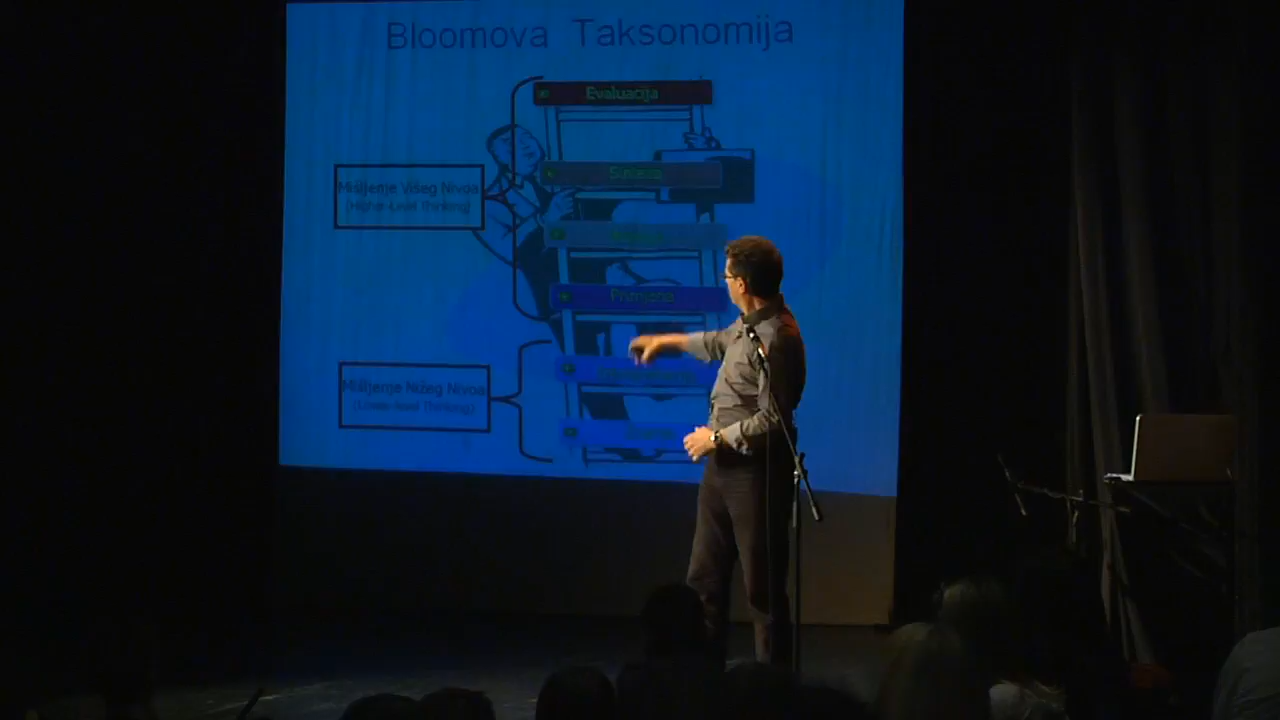 Bloomova Taksonomija
Evaluacija
Sinteza
Mišljenje Višeg Nivoa
(Higher-Level Thinking)
Primjena
Mišljenje Nižeg Nivoa
(Lower-level Thinking)